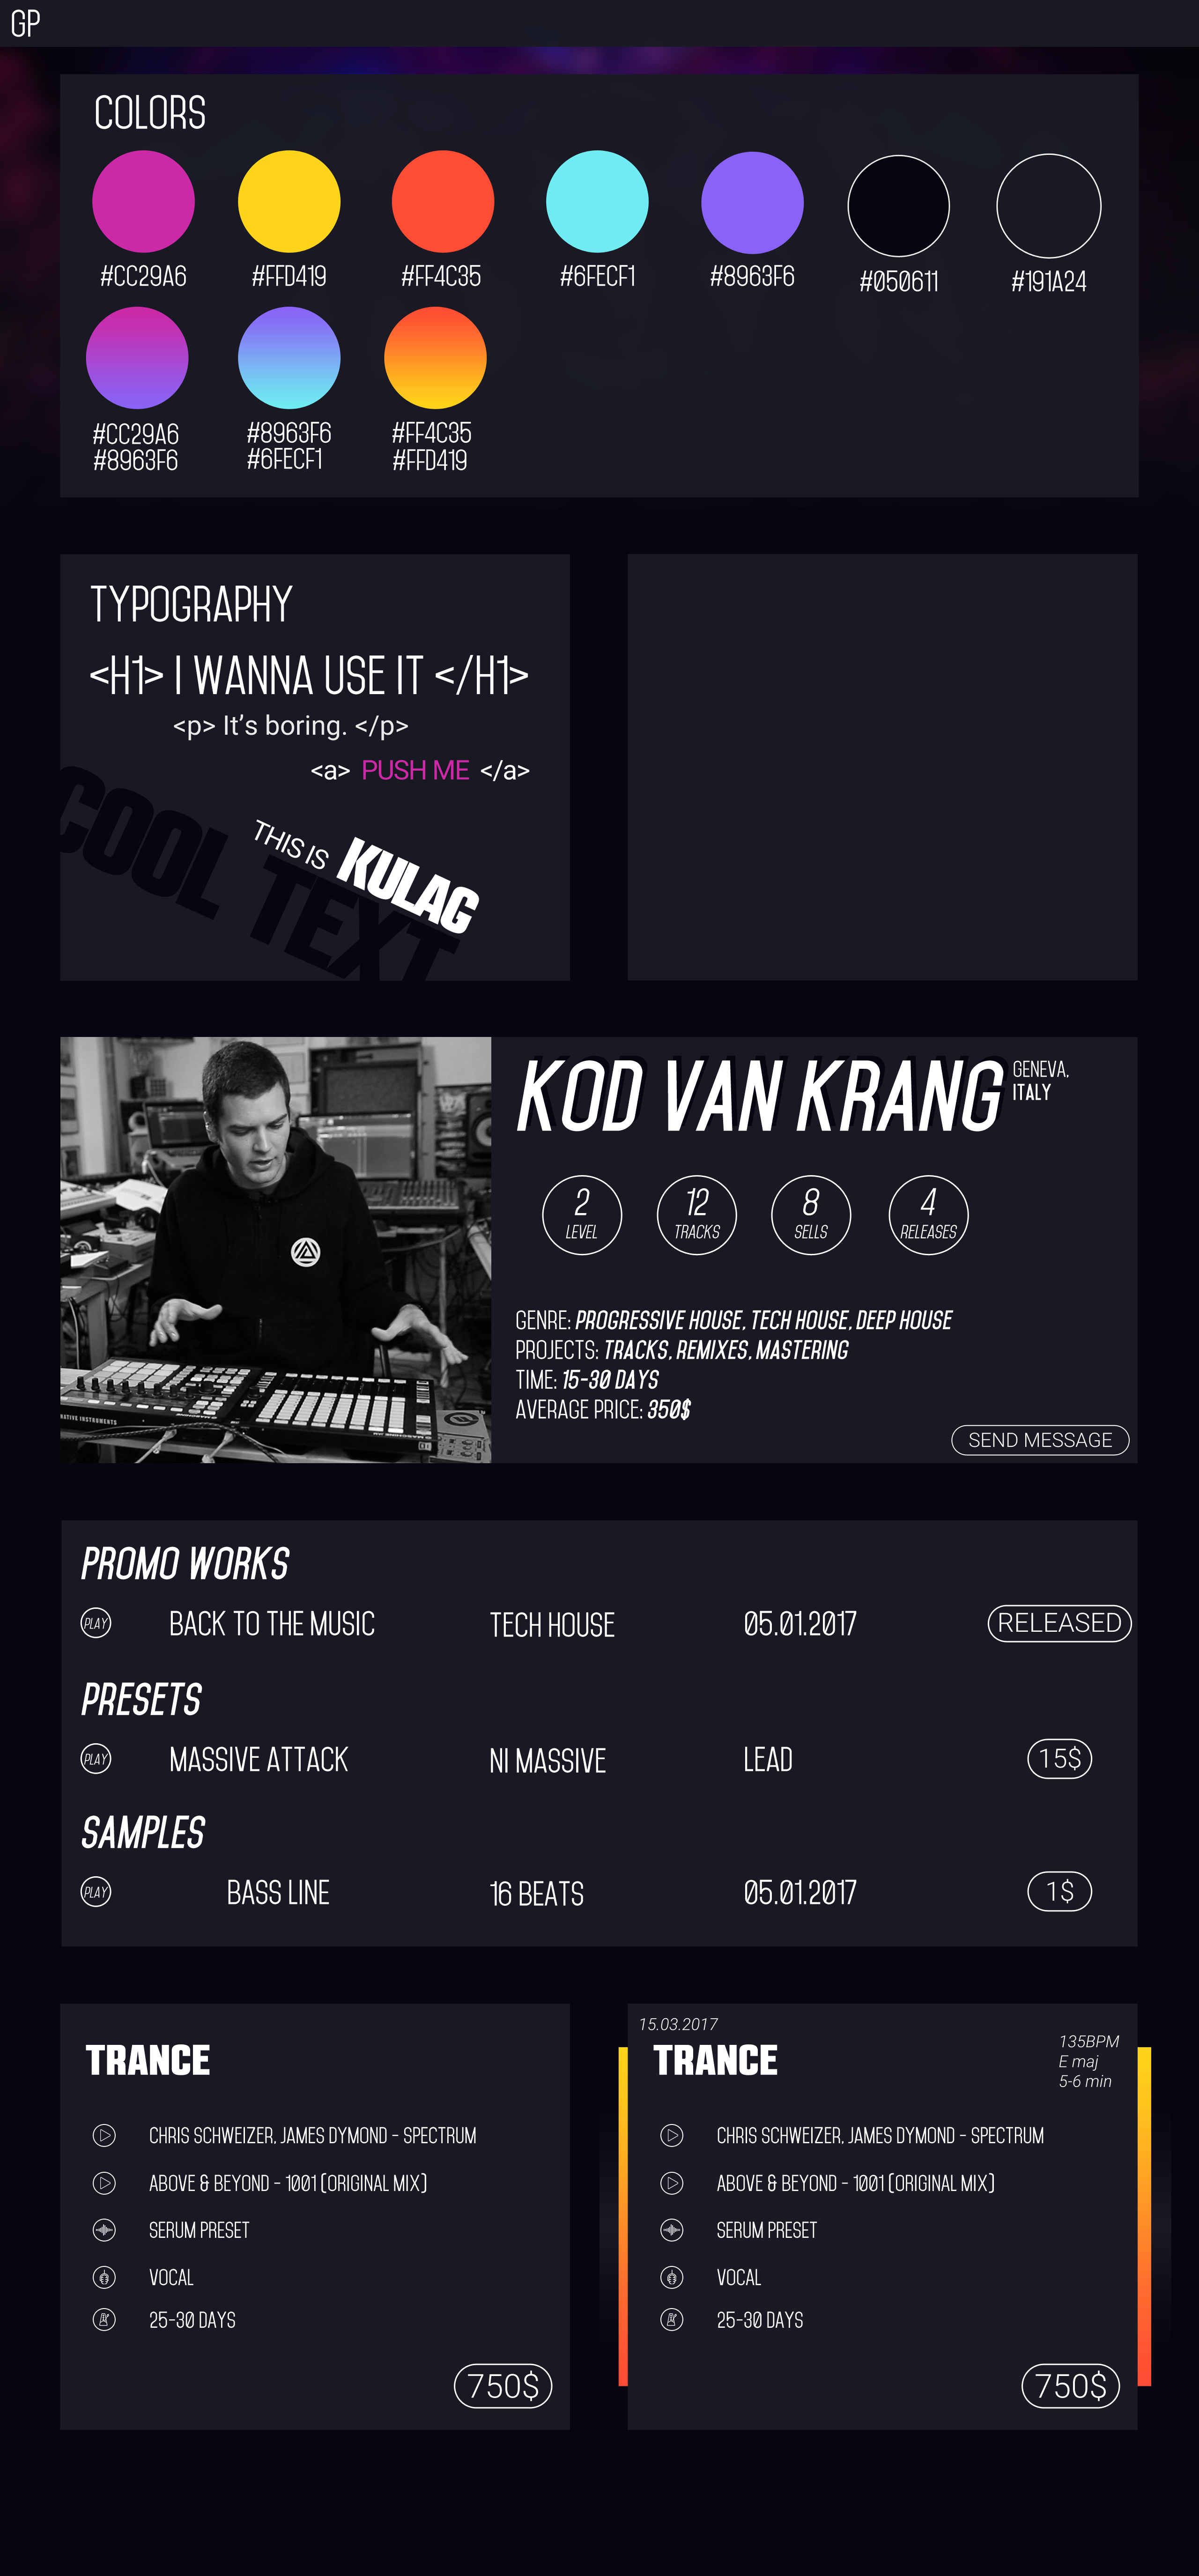 GP
COLORS
#CC29A6 #FFD419 #FF4C35 #6FECF1 #8963F6 #050611 #191A24
#CC29A6 #8963F6 #FF4C35
#8963F6 #6FECF1 #FFD419
TYPOGRAPHY
<H1> I WANNA USE IT </H1>
<p> It's boring. </p>
<a> PUSH ME </a>
COOL TEXT
THIS IS KULAG
KOD VAN KRANG
GENEVA,
ITALY
2 12 8 4
LEVEL TRACKS SELLS RELEASES
GENRE: PROGRESSIVE HOUSE, TECH HOUSE, DEEP HOUSE
PROJECTS: TRACKS, REMIXES, MASTERING
TIME: 15-30 DAYS
AVERAGE PRICE: 350$
SEND MESSAGE
PROMO WORKS
PLAY BACK TO THE MUSIC TECH HOUSE 05.01.2017 RELEASED
PRESETS
PLAY MASSIVE ATTACK NI MASSIVE LEAD 15$
SAMPLES
PLAY BASS LINE 16 BEATS 05.01.2017 1$
TRANCE
CHRIS SCHWEIZER, JAMES DYMOND - SPECTRUM
ABOVE & BEYOND - 1001 (ORIGINAL MIX)
SERUM PRESET
VOCAL
25-30 DAYS
750$
15.03.2017
TRANCE
135BPM
E maj
5-6 min
CHRIS SCHWEIZER, JAMES DYMOND - SPECTRUM
ABOVE & BEYOND - 1001 (ORIGINAL MIX)
SERUM PRESET
VOCAL
25-30 DAYS
750$